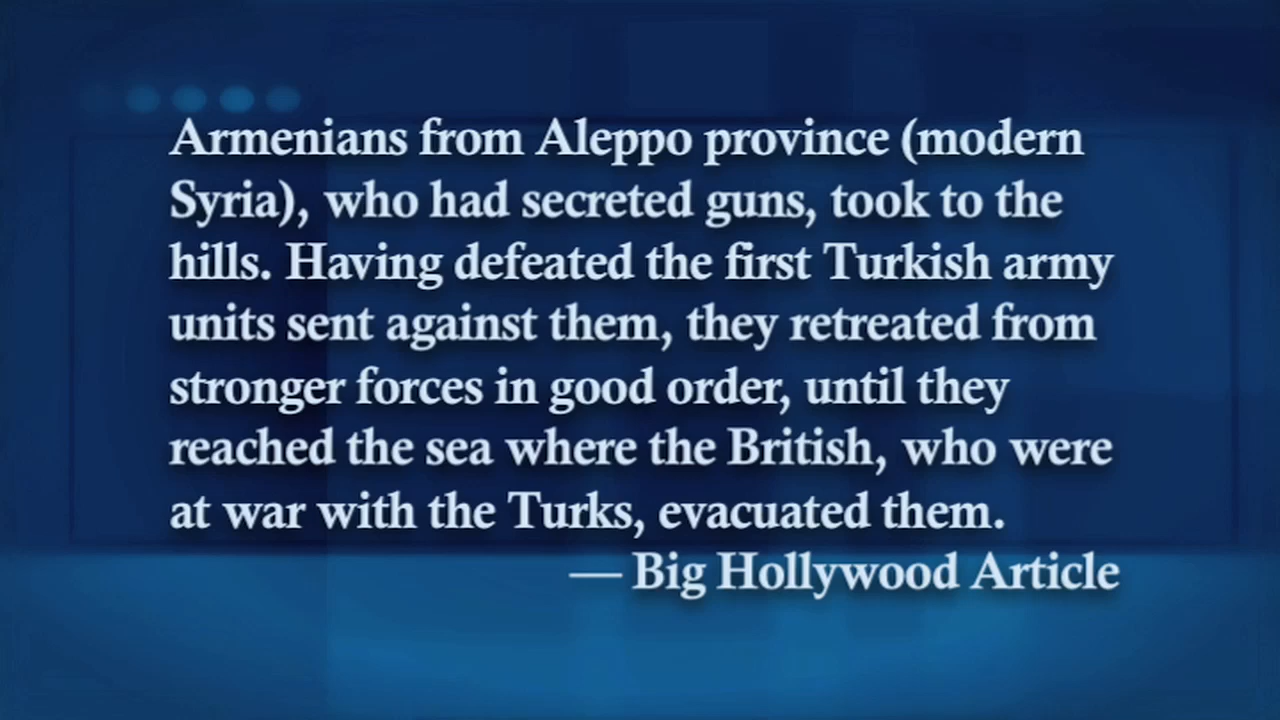 Armenians from Aleppo province (modern
Syria), who had secreted guns, took to the
hills. Having defeated the first Turkish army
units sent against them, they retreated from
stronger forces in good order, until they
reached the sea where the British, who were
at war with the Turks, evacuated them.
— Big Hollywood Article